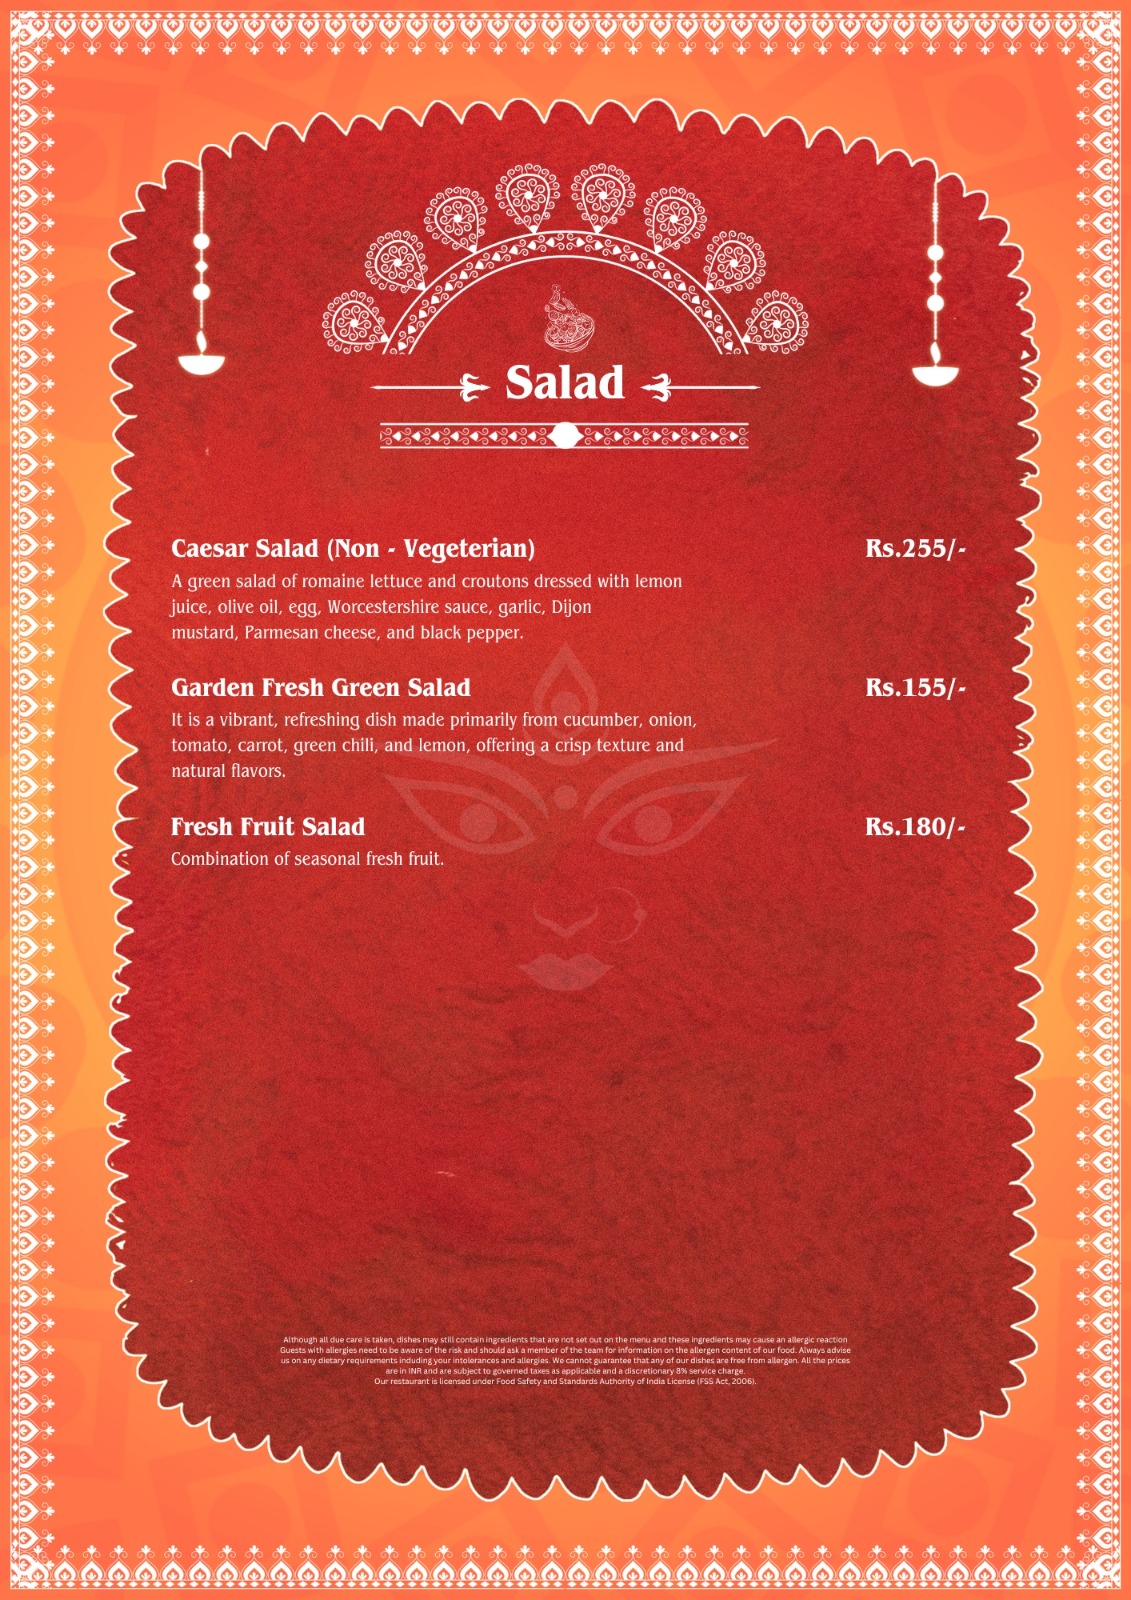 Salad
Caesar Salad (Non - Vegeterian) Rs.255/-
A green salad of romaine lettuce and croutons dressed with lemon
juice, olive oil, egg, Worcestershire sauce, garlic, Dijon
mustard, Parmesan cheese, and black pepper.
Garden Fresh Green Salad Rs.155/-
It is a vibrant, refreshing dish made primarily from cucumber, onion,
tomato, carrot, green chili, and lemon, offering a crisp texture and
natural flavors.
Fresh Fruit Salad Rs.180/-
Combination of seasonal fresh fruit.
Although all due care is taken, dishes may still contain ingredients that are not set out on the menu and these ingredients may cause an allergic reaction
Guests with allergies need to be aware of the risk and should ask a member of the team for information on the allergen content of our food. Always advise
us on any dietary requirements including your intolerances and allergies. We cannot guarantee that any of our dishes are free from allergen. All the prices
are in INR and are subject to governed taxes as applicable and a discretionary 8% service charge.
Our restaurant is licensed under Food Safety and Standards Authority of India License (FSS Act, 2006).